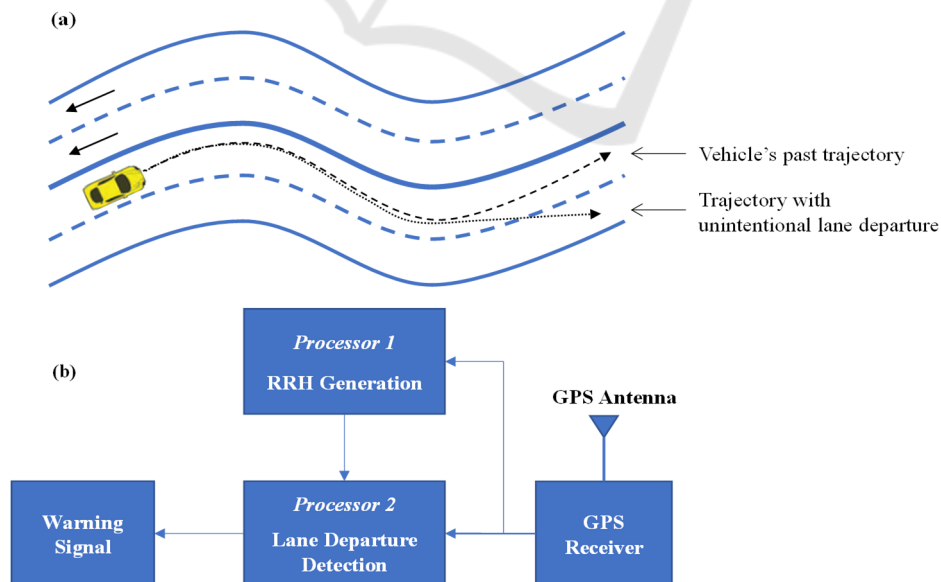 (a)
Vehicle's past trajectory
Trajectory with
unintentional lane departure
(b)
Processor 1
RRH Generation
GPS Antenna
Warning
Signal
Processor 2
Lane Departure
Detection
GPS
Receiver